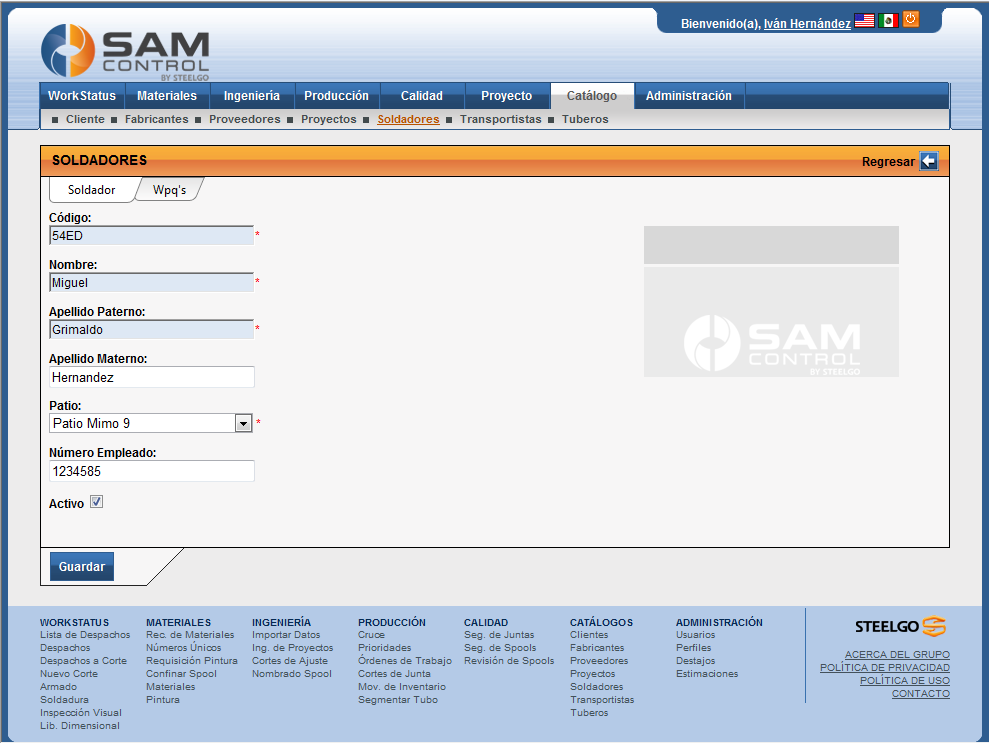 Bienvenido(a), Iván Hernández
SAM
CONTROL
BY STEELGO
WorkStatus Materiales Ingeniería Producción Calidad Proyecto Catálogo Administración
Cliente Fabricantes Proveedores Proyectos Soldadores Transportistas Tuberos
SOLDADORES Regresar
Soldador Wpq's
Código:
54ED *
Nombre:
Miguel *
Apellido Paterno:
Grimaldo *
Apellido Materno:
Hernandez
Patio:
Patio Mimo 9 *
Número Empleado:
1234585
Activo
SAM
CONTROL
BY STEELGO
Guardar
WORKSTATUS
Lista de Despachos
Despachos
Despachos a Corte
Nuevo Corte
Armado
Soldadura
Inspección Visual
Lib. Dimensional
MATERIALES
Rec. de Materiales
Números Únicos
Requisición Pintura
Confinar Spool
Materiales
Pintura
INGENIERÍA
Importar Datos
Ing. de Proyectos
Cortes de Ajuste
Nombrado Spool
PRODUCCIÓN
Cruce
Prioridades
Órdenes de Trabajo
Cortes de Junta
Mov. de Inventario
Segmentar Tubo
CALIDAD
Seg. de Juntas
Seg. de Spools
Revisión de Spools
CATÁLOGOS
Clientes
Fabricantes
Proveedores
Proyectos
Soldadores
Transportistas
Tuberos
ADMINISTRACIÓN
Usuarios
Perfiles
Destajos
Estimaciones
STEELGO
ACERCA DEL GRUPO
POLÍTICA DE PRIVACIDAD
POLÍTICA DE USO
CONTACTO